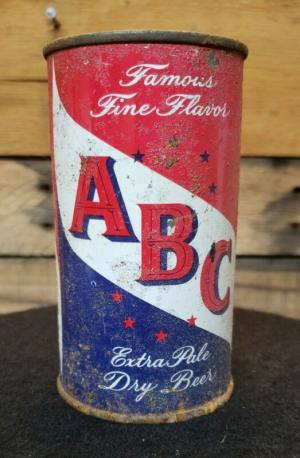 Famous
Fine Flavor
ABC
Extra Pale
Dry Beer